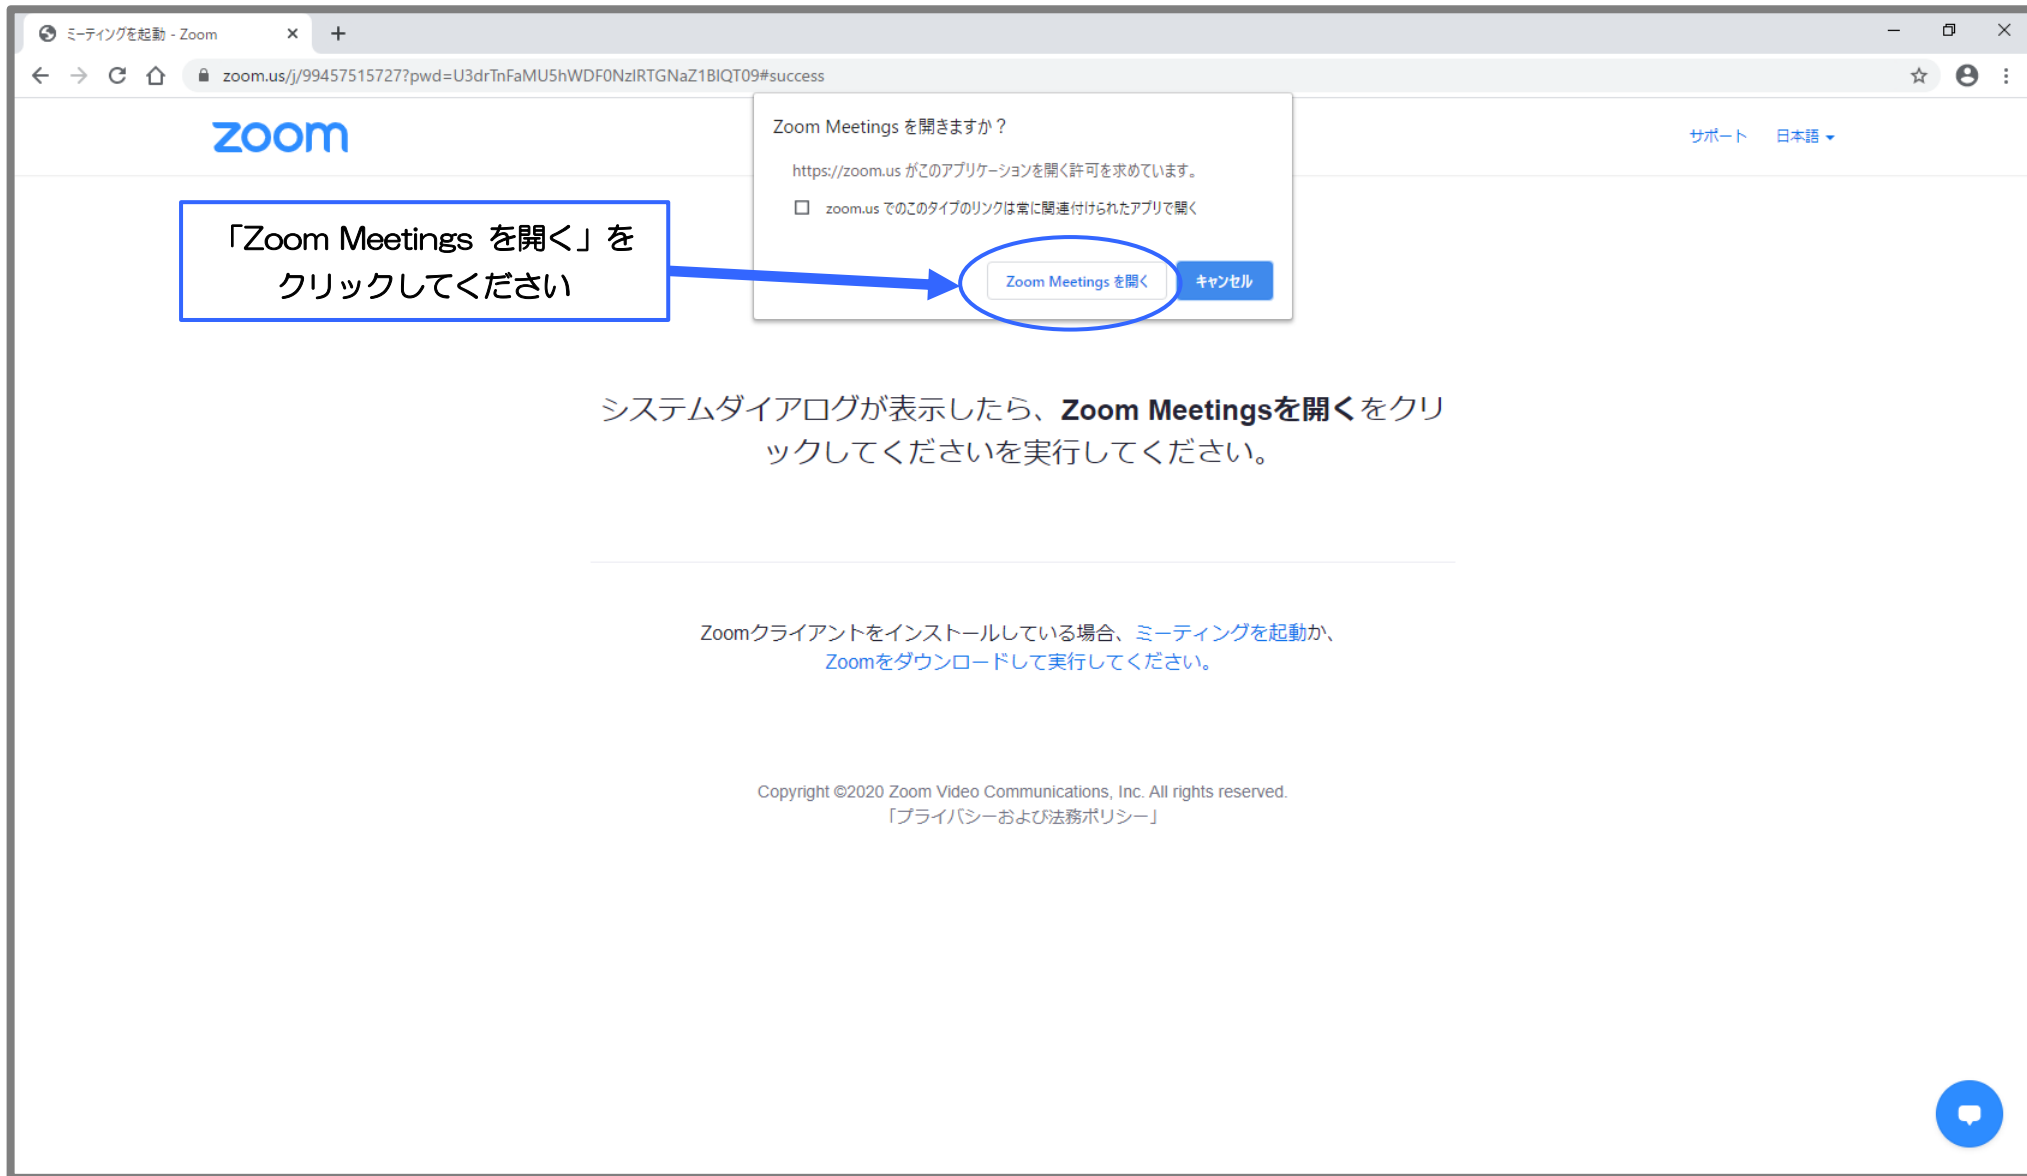 ミーティングを起動 - Zoom
zoom.us/j/99457515727?pwd=U3drTnFaMU5hWDF0NzlRTGNaZ1BlQT09#success
zoom
Zoom Meetings を開きますか？
サポート 日本語
https://zoom.us がこのアプリケーションを開く許可を求めています。
zoom.us でのこのタイプのリンクは常に関連付けられたアプリで開く
「Zoom Meetings を開く」を
クリックしてください
Zoom Meetings を開く キャンセル
システムダイアログが表示したら、Zoom Meetingsを開くをクリ
ックしてくださいを実行してください。
Zoomクライアントをインストールしている場合、ミーティングを起動か、
Zoomをダウンロードして実行してください。
Copyright ©2020 Zoom Video Communications, Inc. All rights reserved.
「プライバシーおよび法務ポリシー」